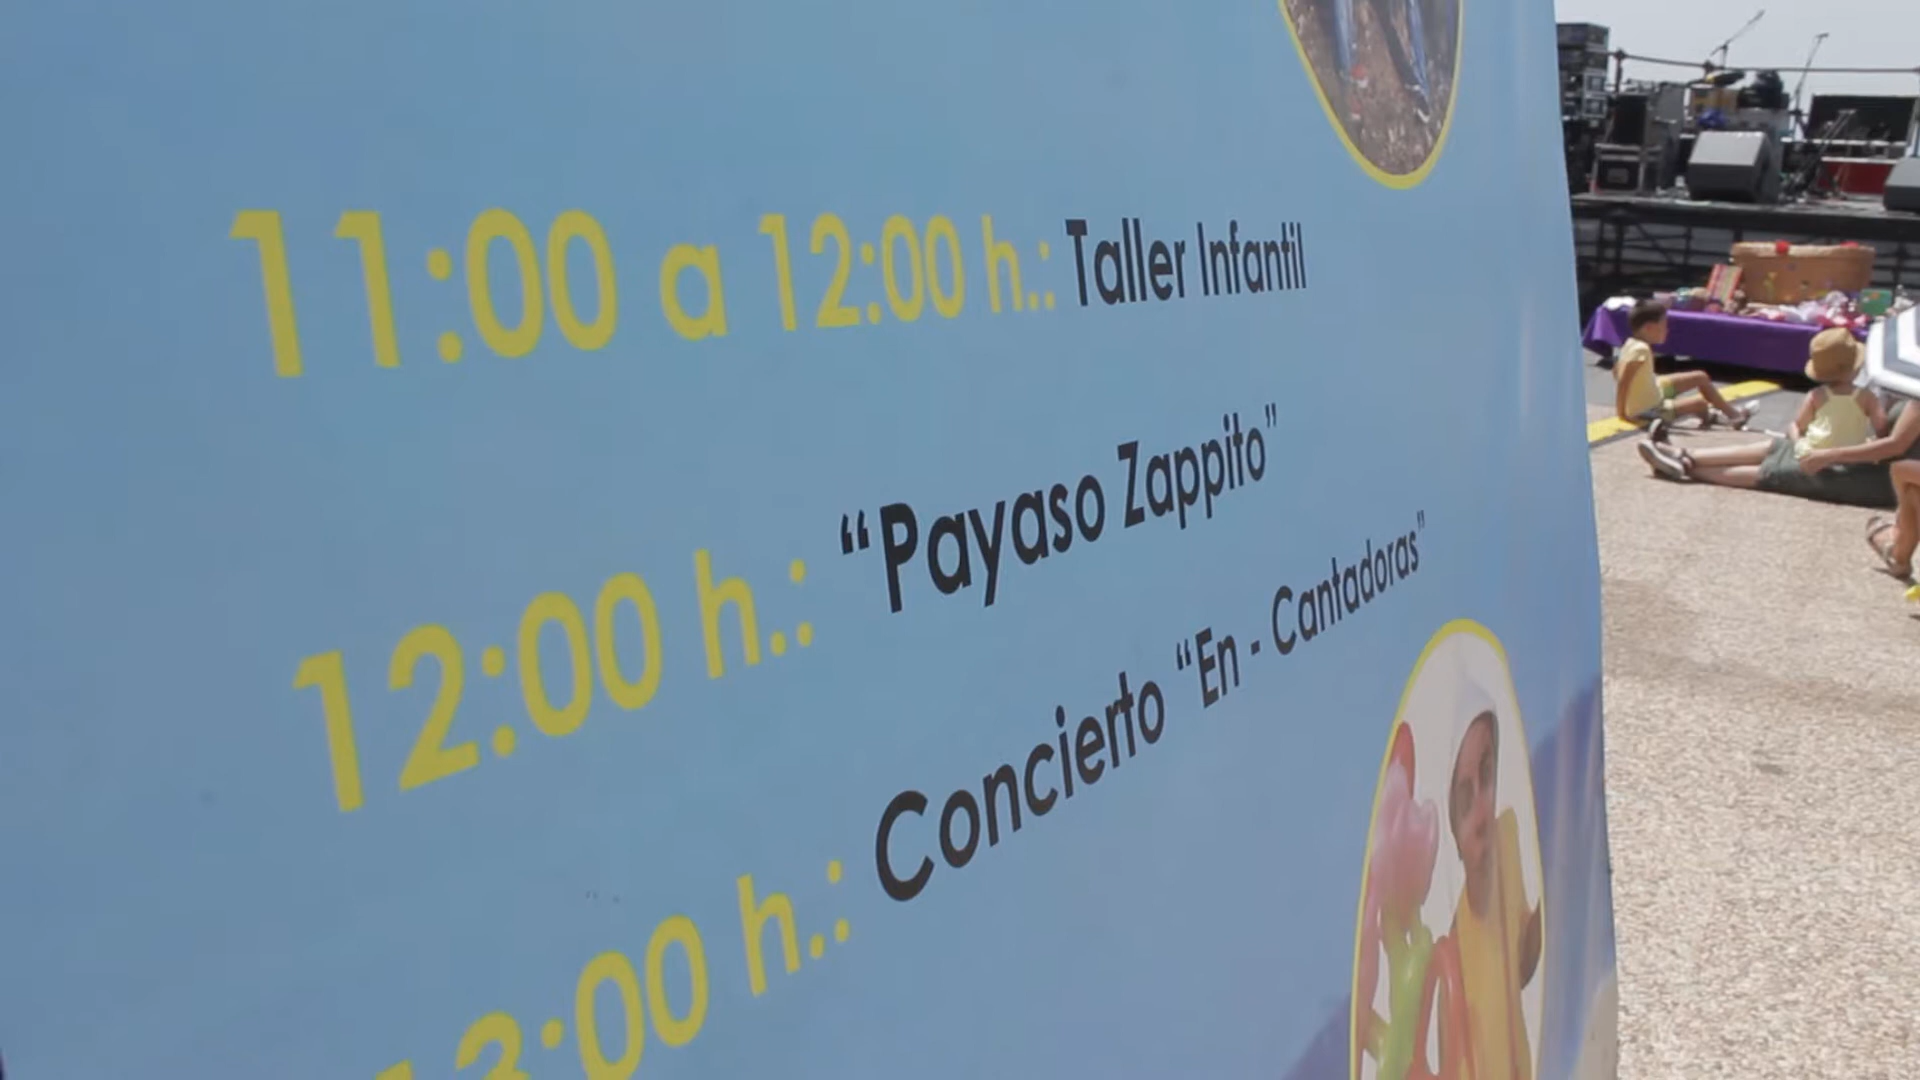 11:00 a 12:00 h.: Taller Infantil
12:00 h.: “Payaso Zappito”
13:00 h.: Concierto “En - Cantadoras”